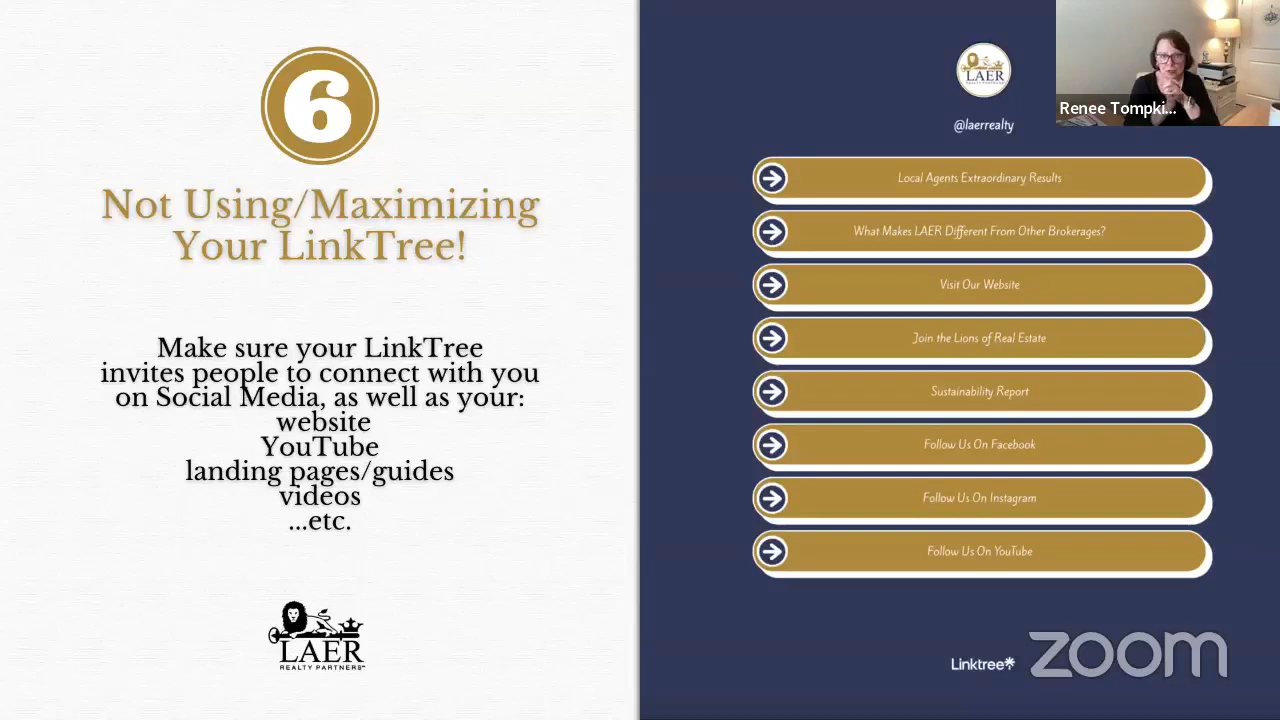 6
Not Using/Maximizing
Your LinkTree!
Make sure your LinkTree
invites people to connect with you
on Social Media, as well as your:
website
YouTube
landing pages/guides
videos
...etc.
LAER
REALTY PARTNERS
LAER
@laerrealty
Local Agents Extraordinary Results
What Makes LAER Different From Other Brokerages?
Visit Our Website
Join the Lions of Real Estate
Sustainability Report
Follow Us On Facebook
Follow Us On Instagram
Follow Us On YouTube
Linktree*
zoom
Renee Tompki...